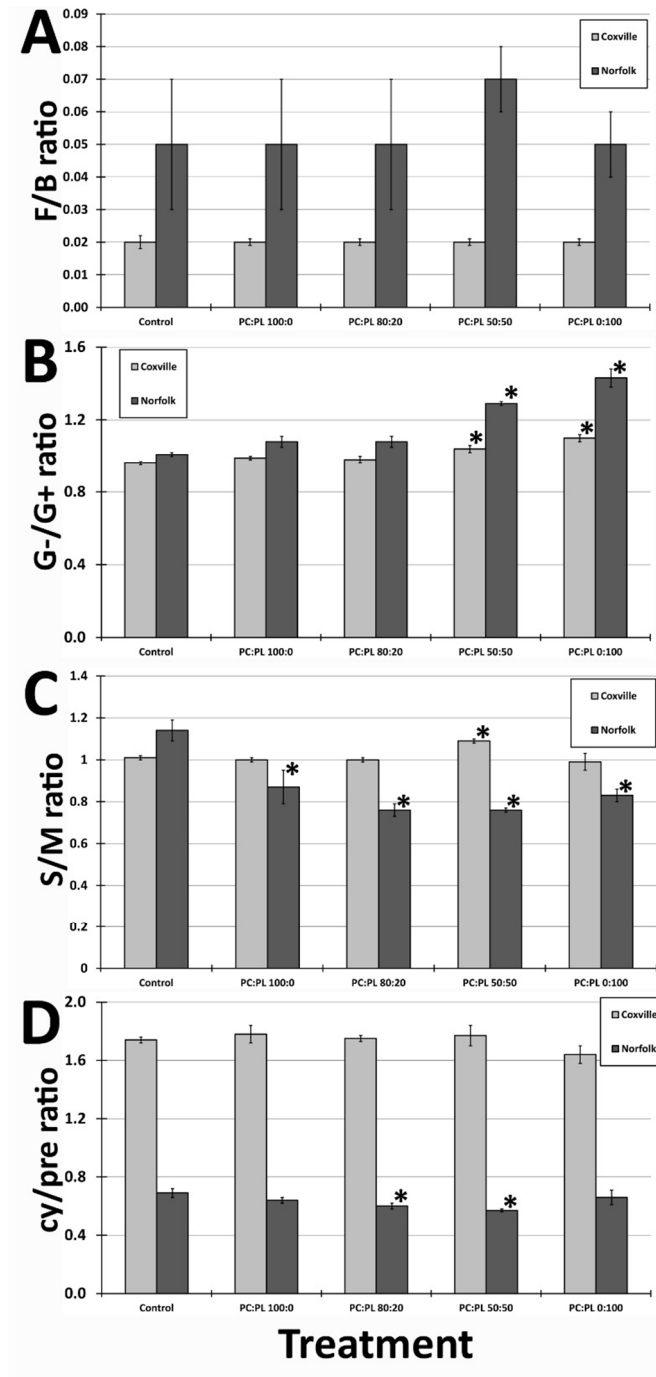 A
F/B ratio
0.09
0.08
0.07
0.06
0.05
0.04
0.03
0.02
0.01
0.00
Coxville
Norfolk
Control PC:PL 100:0 PC:PL 80:20 PC:PL 50:50 PC:PL 0:100
B
G-/G+ ratio
1.6
1.2
0.8
0.4
0.0
Coxville
Norfolk
* * * *
Control PC:PL 100:0 PC:PL 80:20 PC:PL 50:50 PC:PL 0:100
C
S/M ratio
1.4
1.2
1
0.8
0.6
0.4
0.2
0
Coxville
Norfolk
* * * * *
Control PC:PL 100:0 PC:PL 80:20 PC:PL 50:50 PC:PL 0:100
D
cy/pre ratio
2.0
1.6
1.2
0.8
0.4
0.0
Coxville
Norfolk
* *
Control PC:PL 100:0 PC:PL 80:20 PC:PL 50:50 PC:PL 0:100
Treatment